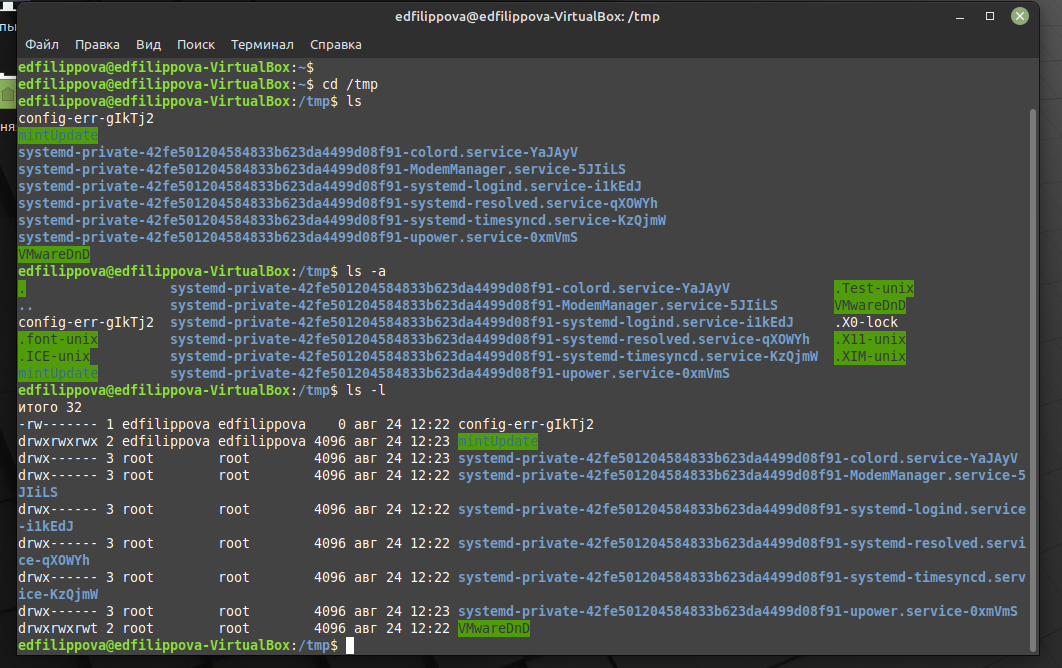 edfilippova@edfilippova-VirtualBox: /tmp
Файл Правка Вид Поиск Терминал Справка
edfilippova@edfilippova-VirtualBox:~$
edfilippova@edfilippova-VirtualBox:~$ cd /tmp
edfilippova@edfilippova-VirtualBox:/tmp$ ls
config-err-gIkTj2
mintUpdate
systemd-private-42fe501204584833b623da4499d08f91-colord.service-YaJAyV
systemd-private-42fe501204584833b623da4499d08f91-ModemManager.service-5JIiLS
systemd-private-42fe501204584833b623da4499d08f91-systemd-logind.service-i1kEdJ
systemd-private-42fe501204584833b623da4499d08f91-systemd-resolved.service-qXOWYh
systemd-private-42fe501204584833b623da4499d08f91-systemd-timesyncd.service-KzQjmW
systemd-private-42fe501204584833b623da4499d08f91-upower.service-0xmVmS
VMwareDnD
edfilippova@edfilippova-VirtualBox:/tmp$ ls -a
. systemd-private-42fe501204584833b623da4499d08f91-colord.service-YaJAyV .Test-unix
.. systemd-private-42fe501204584833b623da4499d08f91-ModemManager.service-5JIiLS VMwareDnD
config-err-gIkTj2 systemd-private-42fe501204584833b623da4499d08f91-systemd-logind.service-i1kEdJ .X0-lock
.font-unix systemd-private-42fe501204584833b623da4499d08f91-systemd-resolved.service-qXOWYh .X11-unix
.ICE-unix systemd-private-42fe501204584833b623da4499d08f91-systemd-timesyncd.service-KzQjmW .XIM-unix
mintUpdate systemd-private-42fe501204584833b623da4499d08f91-upower.service-0xmVmS
edfilippova@edfilippova-VirtualBox:/tmp$ ls -l
итого 32
-rw------- 1 edfilippova edfilippova 0 авг 24 12:22 config-err-gIkTj2
drwxrwxrwx 2 edfilippova edfilippova 4096 авг 24 12:23 mintUpdate
drwx------ 3 root root 4096 авг 24 12:23 systemd-private-42fe501204584833b623da4499d08f91-colord.service-YaJAyV
drwx------ 3 root root 4096 авг 24 12:22 systemd-private-42fe501204584833b623da4499d08f91-ModemManager.service-5
JIiLS
drwx------ 3 root root 4096 авг 24 12:22 systemd-private-42fe501204584833b623da4499d08f91-systemd-logind.service
-i1kEdJ
drwx------ 3 root root 4096 авг 24 12:22 systemd-private-42fe501204584833b623da4499d08f91-systemd-resolved.servi
ce-qXOWYh
drwx------ 3 root root 4096 авг 24 12:22 systemd-private-42fe501204584833b623da4499d08f91-systemd-timesyncd.serv
ice-KzQjmW
drwx------ 3 root root 4096 авг 24 12:23 systemd-private-42fe501204584833b623da4499d08f91-upower.service-0xmVmS
drwxrwxrwt 2 root root 4096 авг 24 12:22 VMwareDnD
edfilippova@edfilippova-VirtualBox:/tmp$